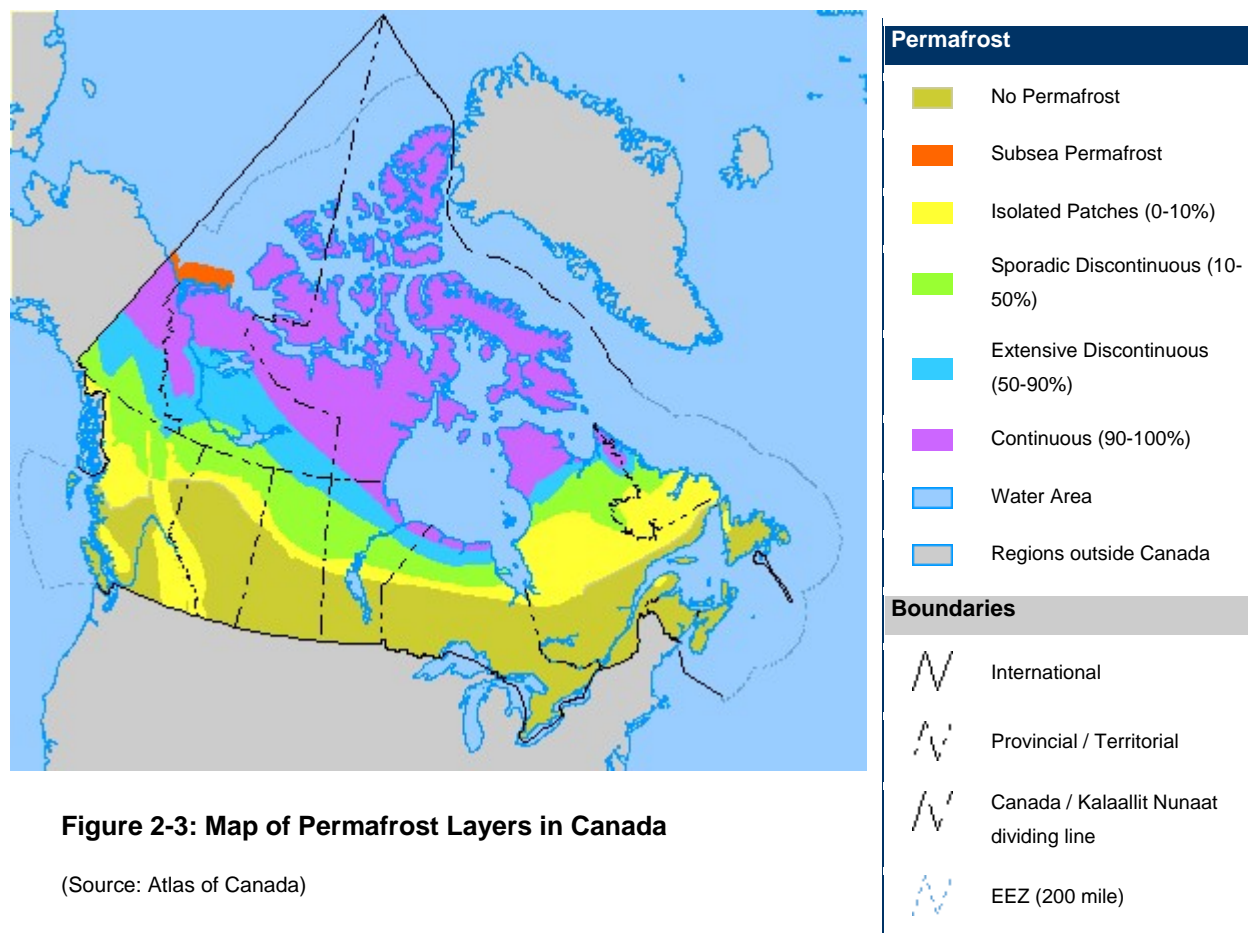 Permafrost
No Permafrost
Subsea Permafrost
Isolated Patches (0-10%)
Sporadic Discontinuous (10-
50%)
Extensive Discontinuous
(50-90%)
Continuous (90-100%)
Water Area
Regions outside Canada
Boundaries
International
Provincial / Territorial
Canada / Kalaallit Nunaat
dividing line
EEZ (200 mile)
Figure 2-3: Map of Permafrost Layers in Canada
(Source: Atlas of Canada)